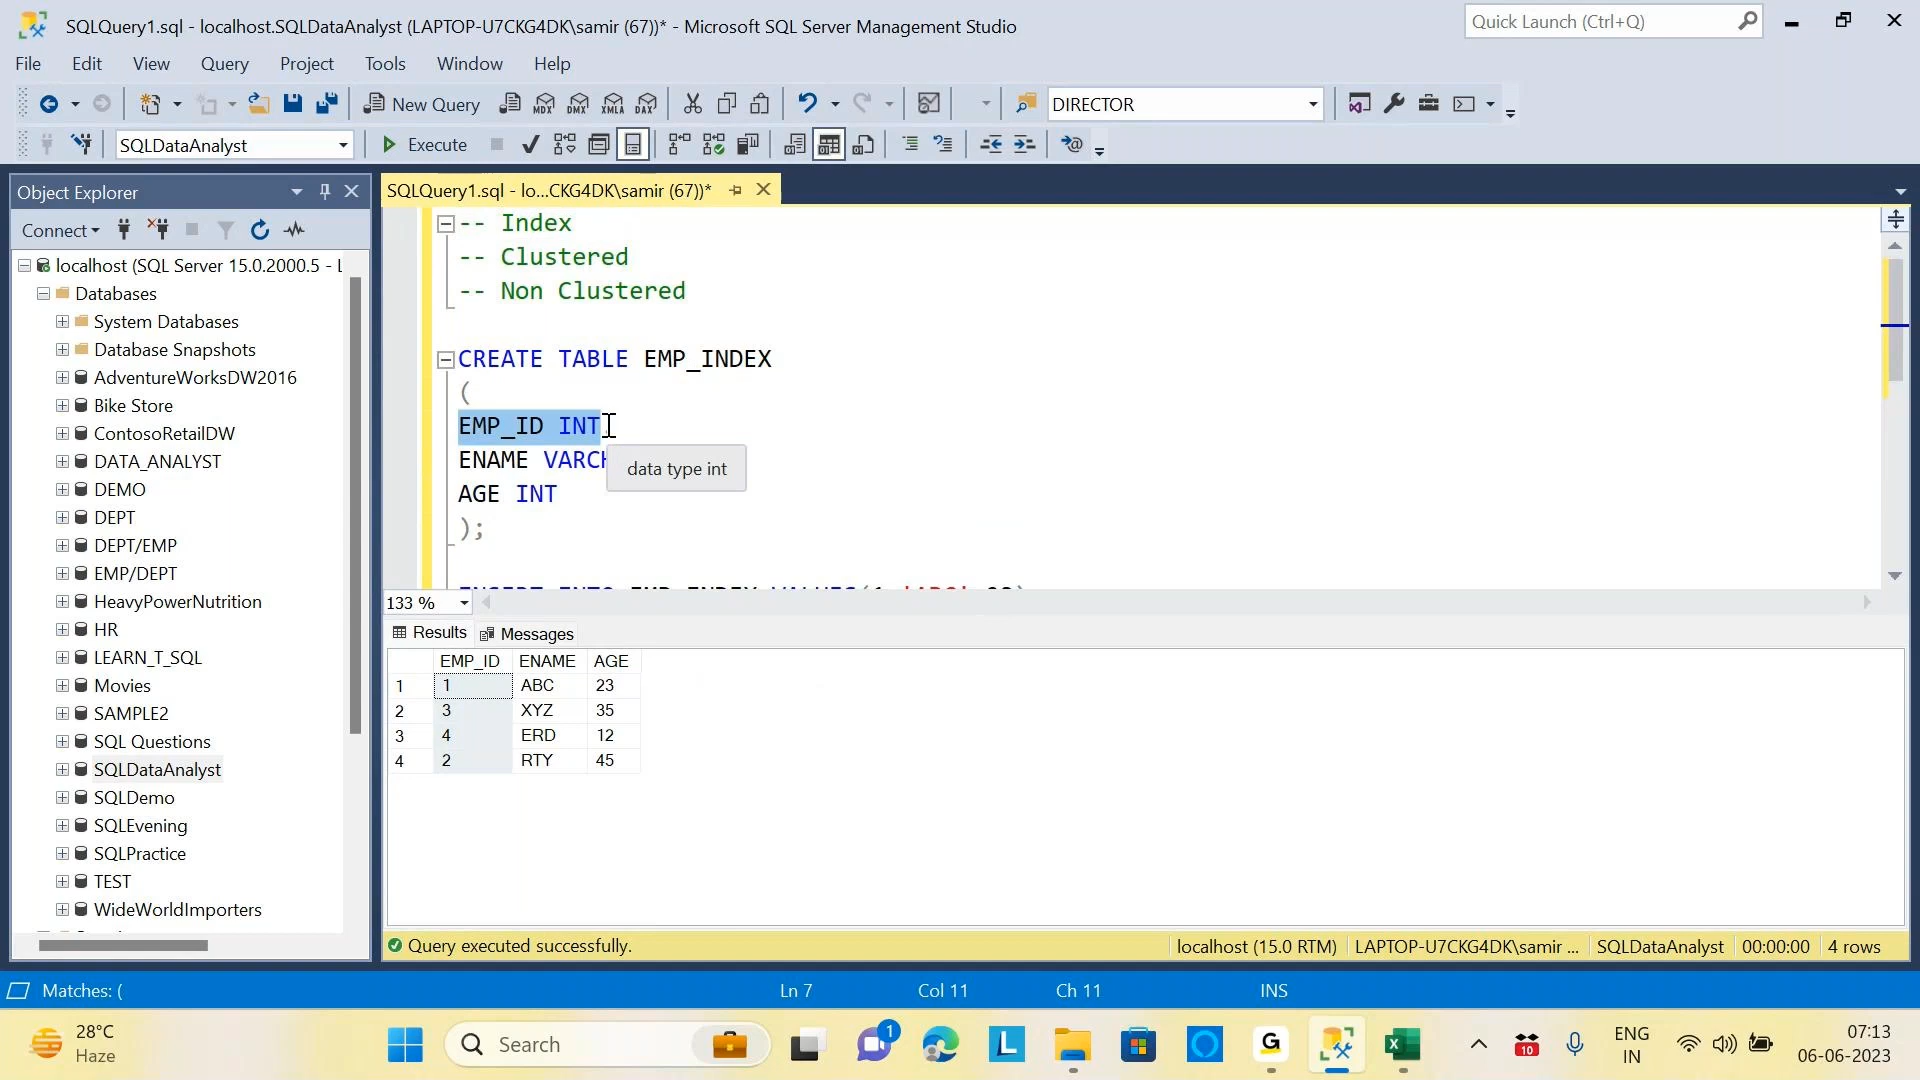 SQLQuery1.sql - localhost.SQLDataAnalyst (LAPTOP-U7CKG4DK\samir (67))* - Microsoft SQL Server Management Studio
Quick Launch (Ctrl+Q)
File Edit View Query Project Tools Window Help
New Query MDX DMX XMLA DAX DIRECTOR
SQLDataAnalyst Execute
Object Explorer
SQLQuery1.sql - lo...CKG4DK\samir (67))*
Connect
localhost (SQL Server 15.0.2000.5 - L
Databases
System Databases
Database Snapshots
AdventureWorksDW2016
Bike Store
ContosoRetailDW
DATA_ANALYST
DEMO
DEPT
DEPT/EMP
EMP/DEPT
HeavyPowerNutrition
HR
LEARN_T_SQL
Movies
SAMPLE2
SQL Questions
SQLDataAnalyst
SQLDemo
SQLEvening
SQLPractice
TEST
WideWorldImporters
-- Index
-- Clustered
-- Non Clustered
CREATE TABLE EMP_INDEX
(
EMP_ID INT
ENAME VARCH
data type int
AGE INT
);
133 %
Results Messages
EMP_ID ENAME AGE
1 1 ABC 23
2 3 XYZ 35
3 4 ERD 12
4 2 RTY 45
Query executed successfully.
localhost (15.0 RTM) LAPTOP-U7CKG4DK\samir ... SQLDataAnalyst 00:00:00 4 rows
Matches: ( Ln 7 Col 11 Ch 11 INS
28°C
Haze
Search
1
L
G
X
10
ENG
IN
07:13
06-06-2023